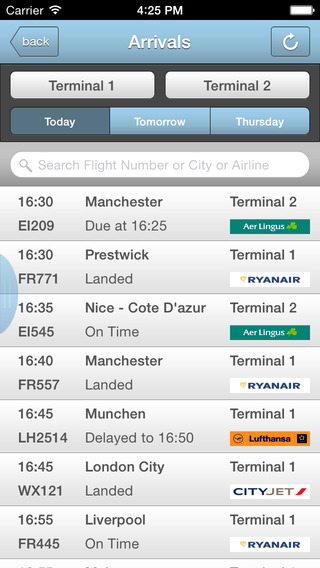 Carrier 4:25 PM
back Arrivals
Terminal 1 Terminal 2
Today Tomorrow Thursday
Search Flight Number or City or Airline
16:30 Manchester Terminal 2
EI209 Due at 16:25 Aer Lingus
16:30 Prestwick Terminal 1
FR771 Landed RYANAIR
16:35 Nice - Cote D'azur Terminal 2
EI545 On Time Aer Lingus
16:40 Manchester Terminal 1
FR557 Landed RYANAIR
16:45 Munchen Terminal 1
LH2514 Delayed to 16:50 Lufthansa
16:45 London City Terminal 1
WX121 Landed CITYJET
16:55 Liverpool Terminal 1
FR445 On Time RYANAIR